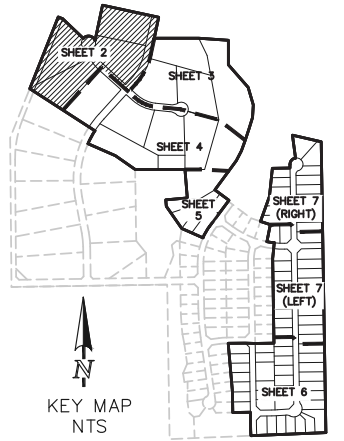 SHEET 2
SHEET 3
SHEET 4
SHEET
5
SHEET 7
(RIGHT)
SHEET 7
(LEFT)
SHEET 6
N
KEY MAP
NTS